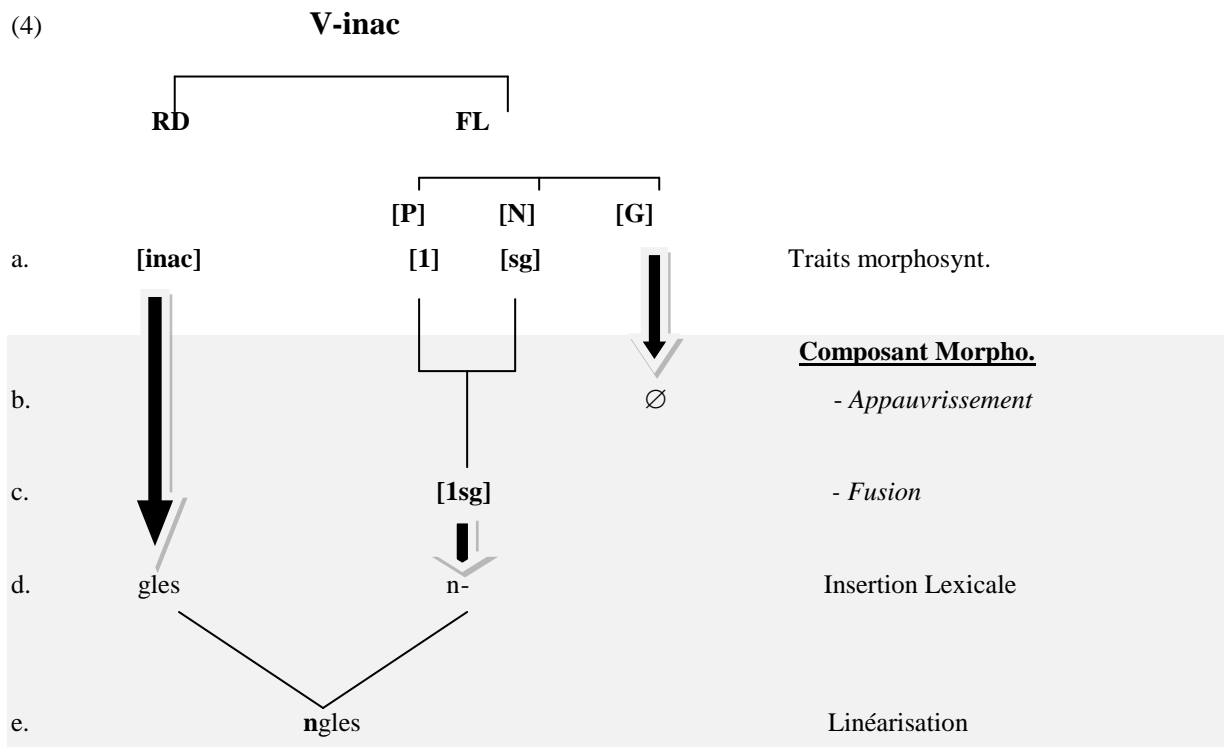 (4) V-inac
RD FL
[P] [N] [G]
a. [inac] [1] [sg] Traits morphosynt.
Composant Morpho.
b. ∅ - Appauvrissement
c. [1sg] - Fusion
d. gles n- Insertion Lexicale
e. ngles Linéarisation